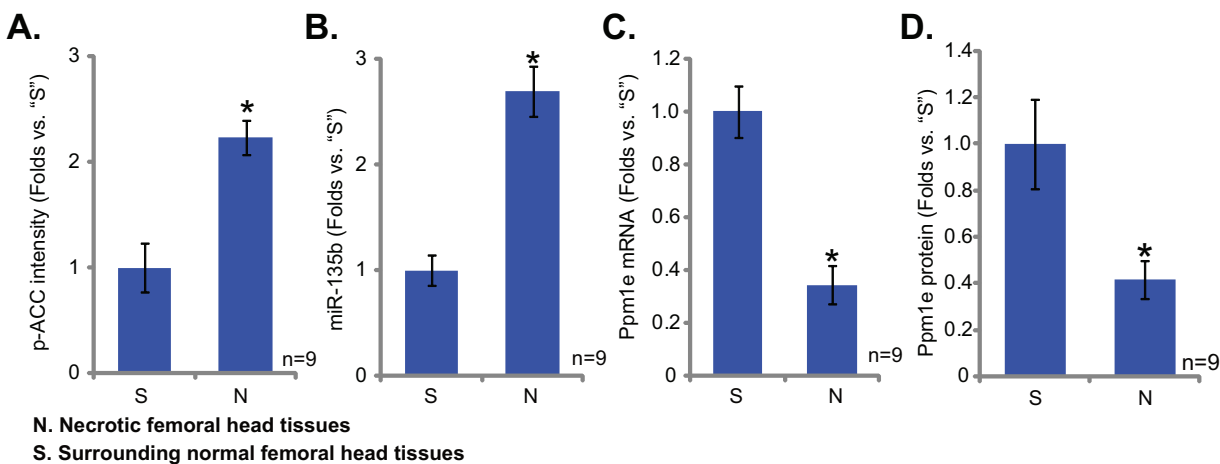 A.
p-ACC intensity (Folds vs. “S”)
3
2
1
0
*
S
N
n=9
B.
miR-135b (Folds vs. “S”)
3
2
1
0
*
S
N
n=9
C.
Ppm1e mRNA (Folds vs. “S”)
1.2
1.0
0.8
0.6
0.4
0.2
0
*
S
N
n=9
D.
Ppm1e protein (Folds vs. “S”)
1.4
1.2
1.0
0.8
0.6
0.4
0.2
0
*
S
N
n=9
N. Necrotic femoral head tissues
S. Surrounding normal femoral head tissues